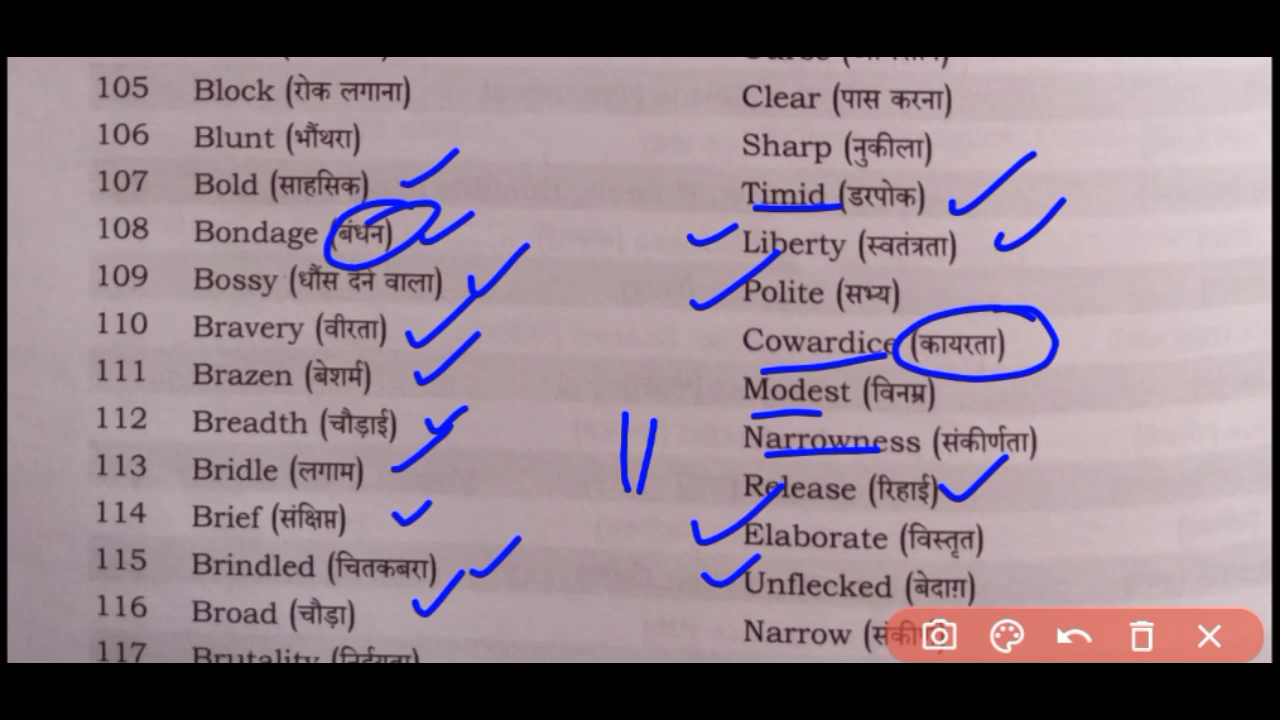 105 Block (रोक लगाना) Clear (पास करना)
106 Blunt (भौंथरा) Sharp (नुकीला)
107 Bold (साहसिक) Timid (डरपोक)
108 Bondage (बंधन) Liberty (स्वतंत्रता)
109 Bossy (धौंस देने वाला) Polite (सभ्य)
110 Bravery (वीरता) Cowardice (कायरता)
111 Brazen (बेशर्म) Modest (विनम्र)
112 Breadth (चौड़ाई) Narrowness (संकीर्णता)
113 Bridle (लगाम) Release (रिहाई)
114 Brief (संक्षिप्त) Elaborate (विस्तृत)
115 Brindled (चितकबरा) Unflecked (बेदाग़)
116 Broad (चौड़ा) Narrow
117 Brutality (निर्दयता)